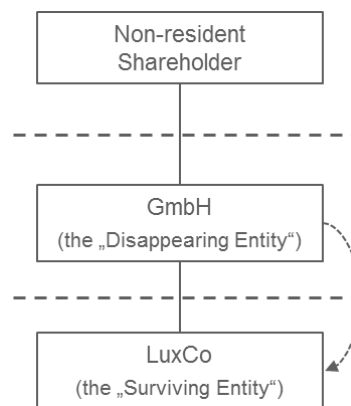 Non-resident
Shareholder
GmbH
(the „Disappearing Entity“)
LuxCo
(the „Surviving Entity“)